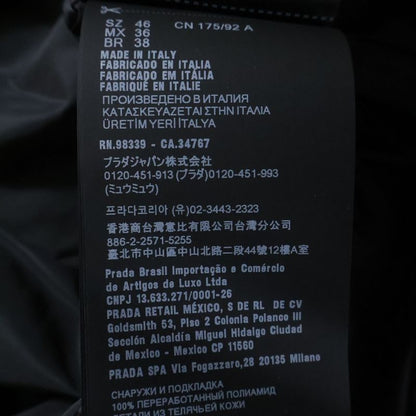 SZ 46 CN 175/92 A
MX 36
BR 38
MADE IN ITALY
FABRICADO EN ITALIA
FABRICADO EM ITÁLIA
FABRIQUÉ EN ITALIE
ПРОИЗВЕДЕНО В ИТАЛИЯ
ΚΑΤΑΣΚΕΥΑΖΕΤΑΙ ΣΤΗΝ ΙΤΑΛΙΑ
ÜRETİM YERİ İTALYA
RN.98339 - CA.34767
プラダジャパン株式会社
0120-451-913 (プラダ) 0120-451-993
(ミュウミュウ)
프라다코리아 (유) 02-3443-2323
香港商台灣意比有限公司台灣分公司
886-2-2571-5255
臺北市中山區中山北路二段44號12樓A室
Prada Brasil Importação e Comércio
de Artigos de Luxo Ltda
CNPJ 13.633.271/0001-26
PRADA RETAIL MÉXICO, S DE RL DE CV
Goldsmith 53, Piso 2 Colonia Polanco III
Sección Alcaldía Miguel Hidalgo Ciudad
de Mexico - Mexico CP 11560
PRADA SPA Via Fogazzaro,28 20135 Milano
СНАРУЖИ И ПОДКЛАДКА
100% ПЕРЕРАБОТАННЫЙ ПОЛИАМИД
ДЕТАЛИ ИЗ ТЕЛЯЧЬЕЙ КОЖИ